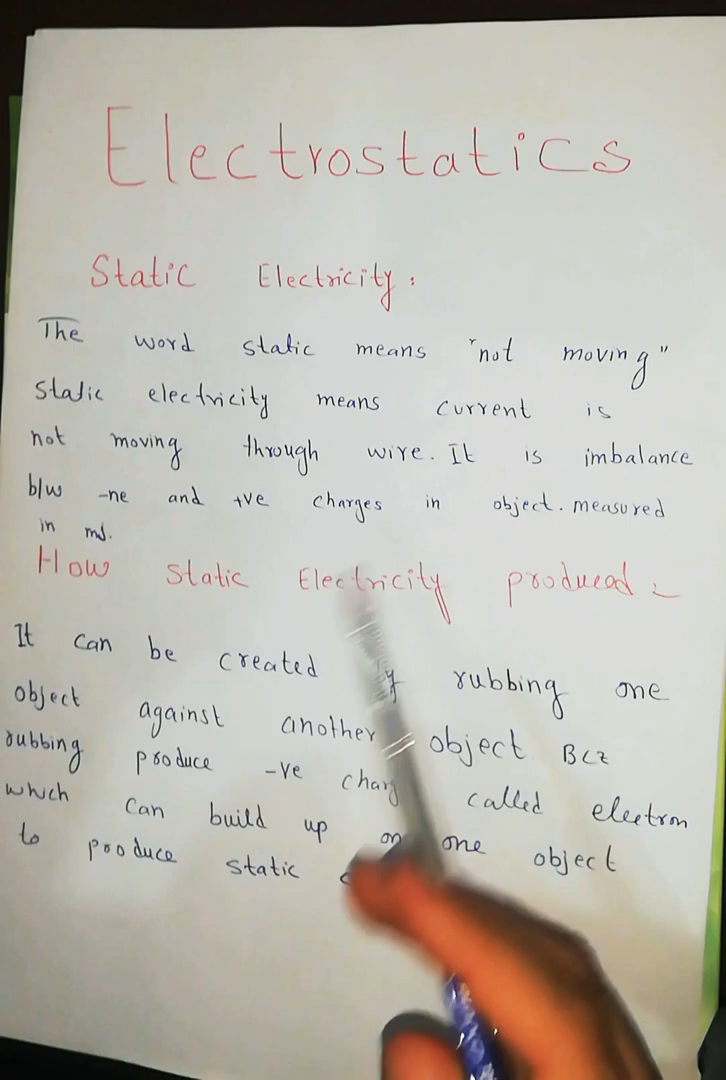 Electrostatics
Static Electricity :
The word static means "not moving"
Static electricity means current is
not moving through wire. It is imbalance
b/w -ne and +ve charges in object. measured
in
How Static Electricity produced :-
It can be created rubbing one
object against another object Bcz
rubbing produce -ve called electron
which can build up on one object
to produce static